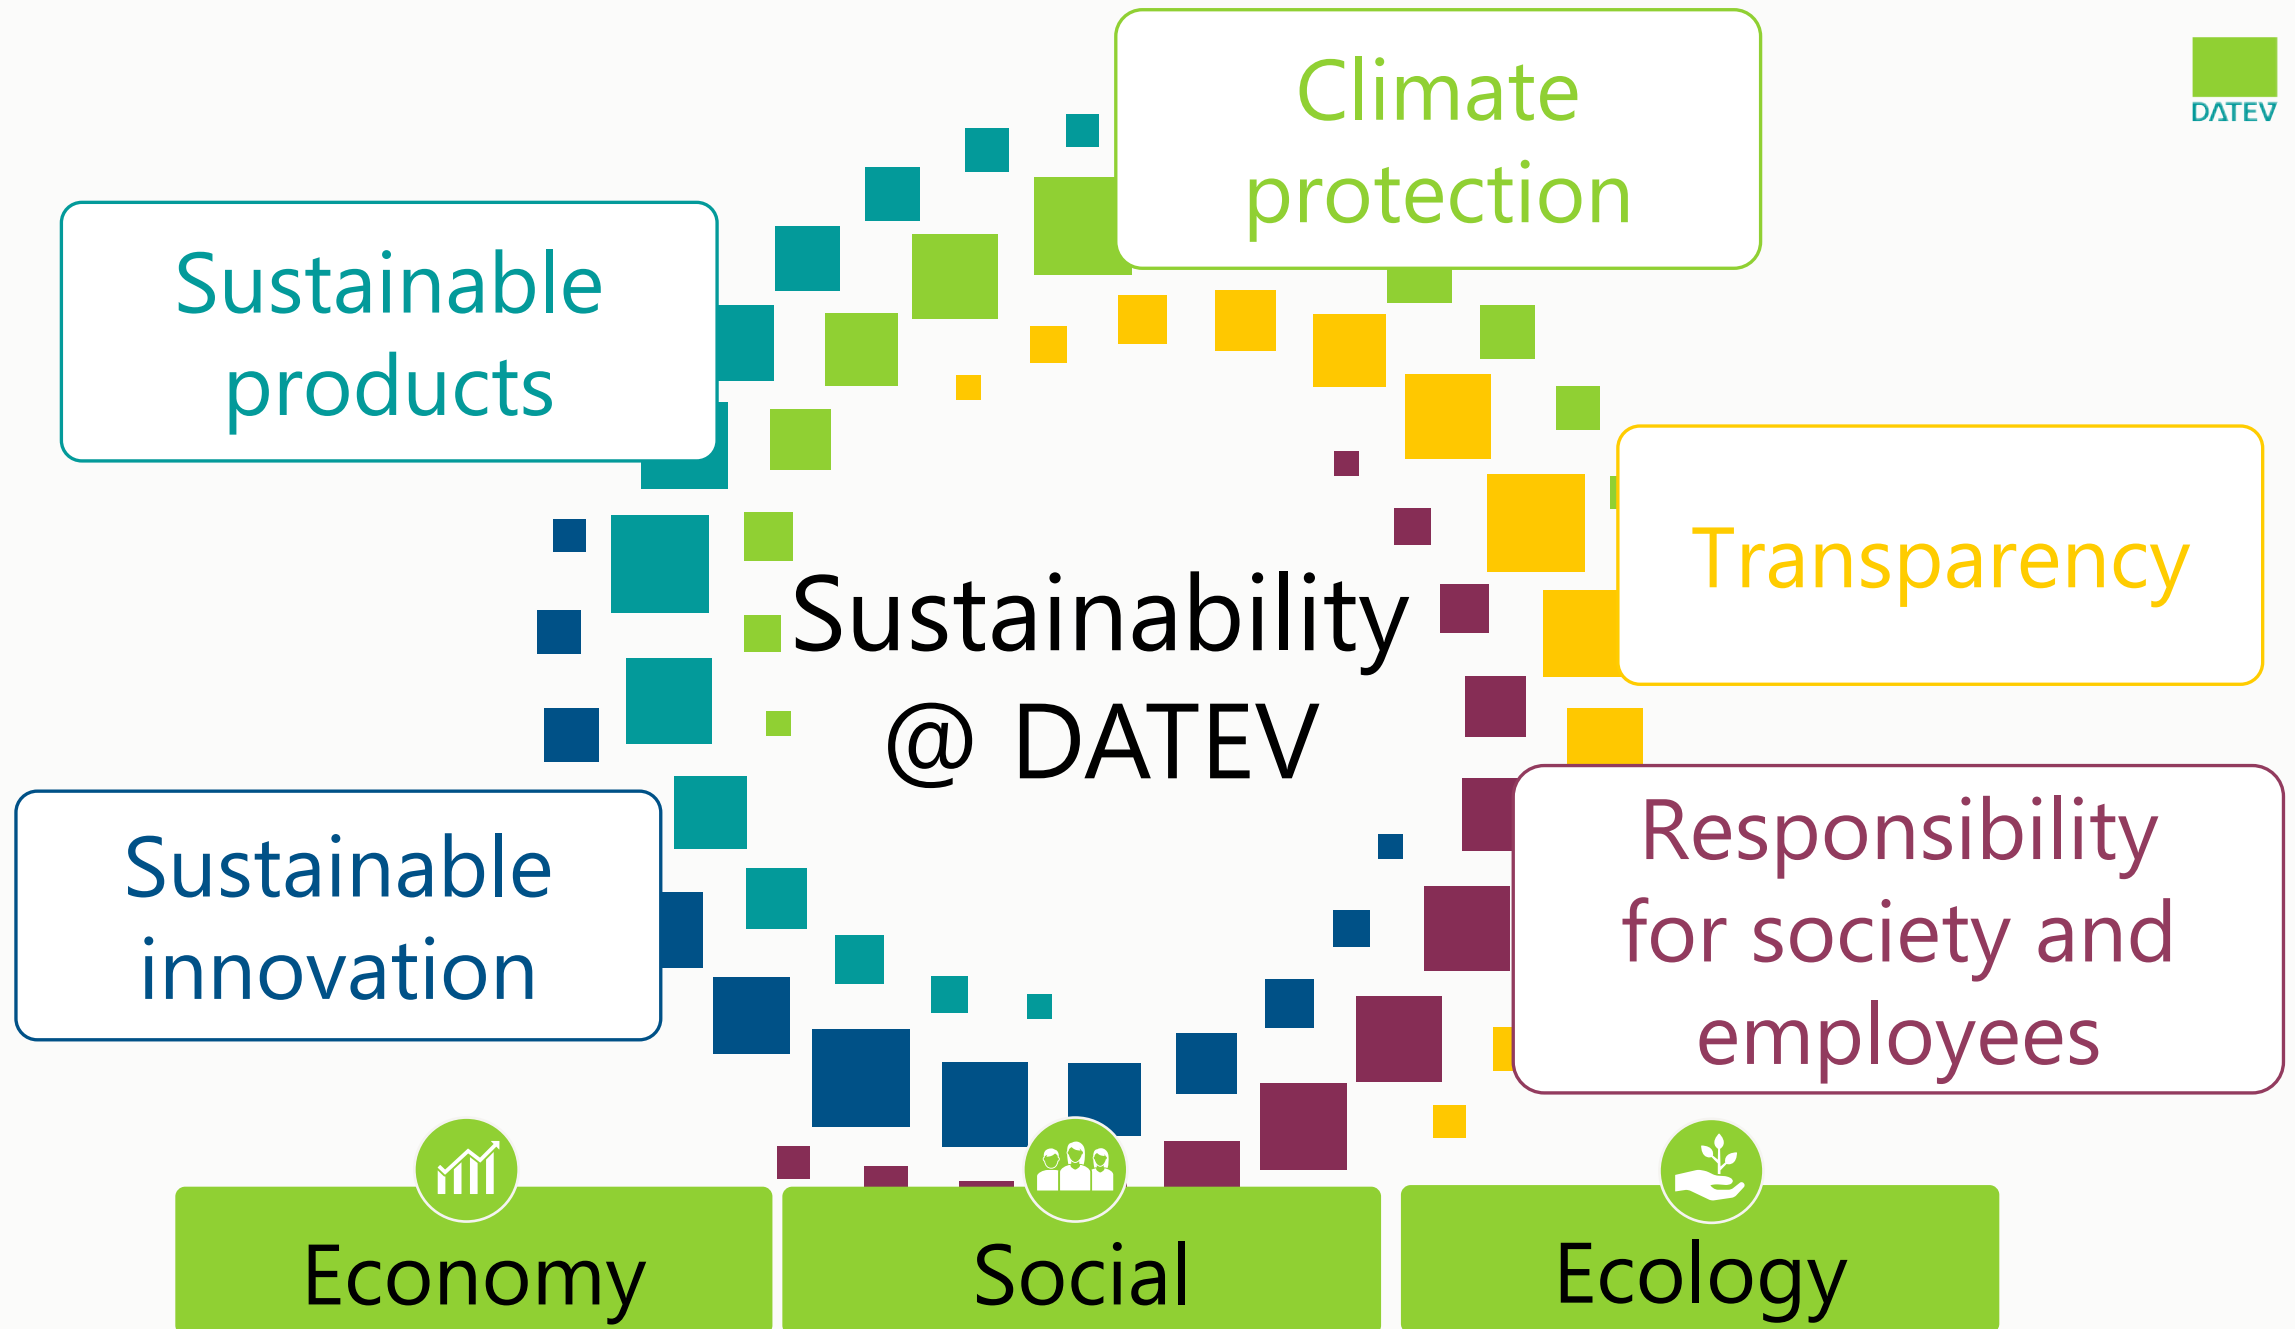 Climate
protection
DATEV
Sustainable
products
Transparency
Sustainability
@ DATEV
Sustainable
innovation
Responsibility
for society and
employees
Economy
Social
Ecology